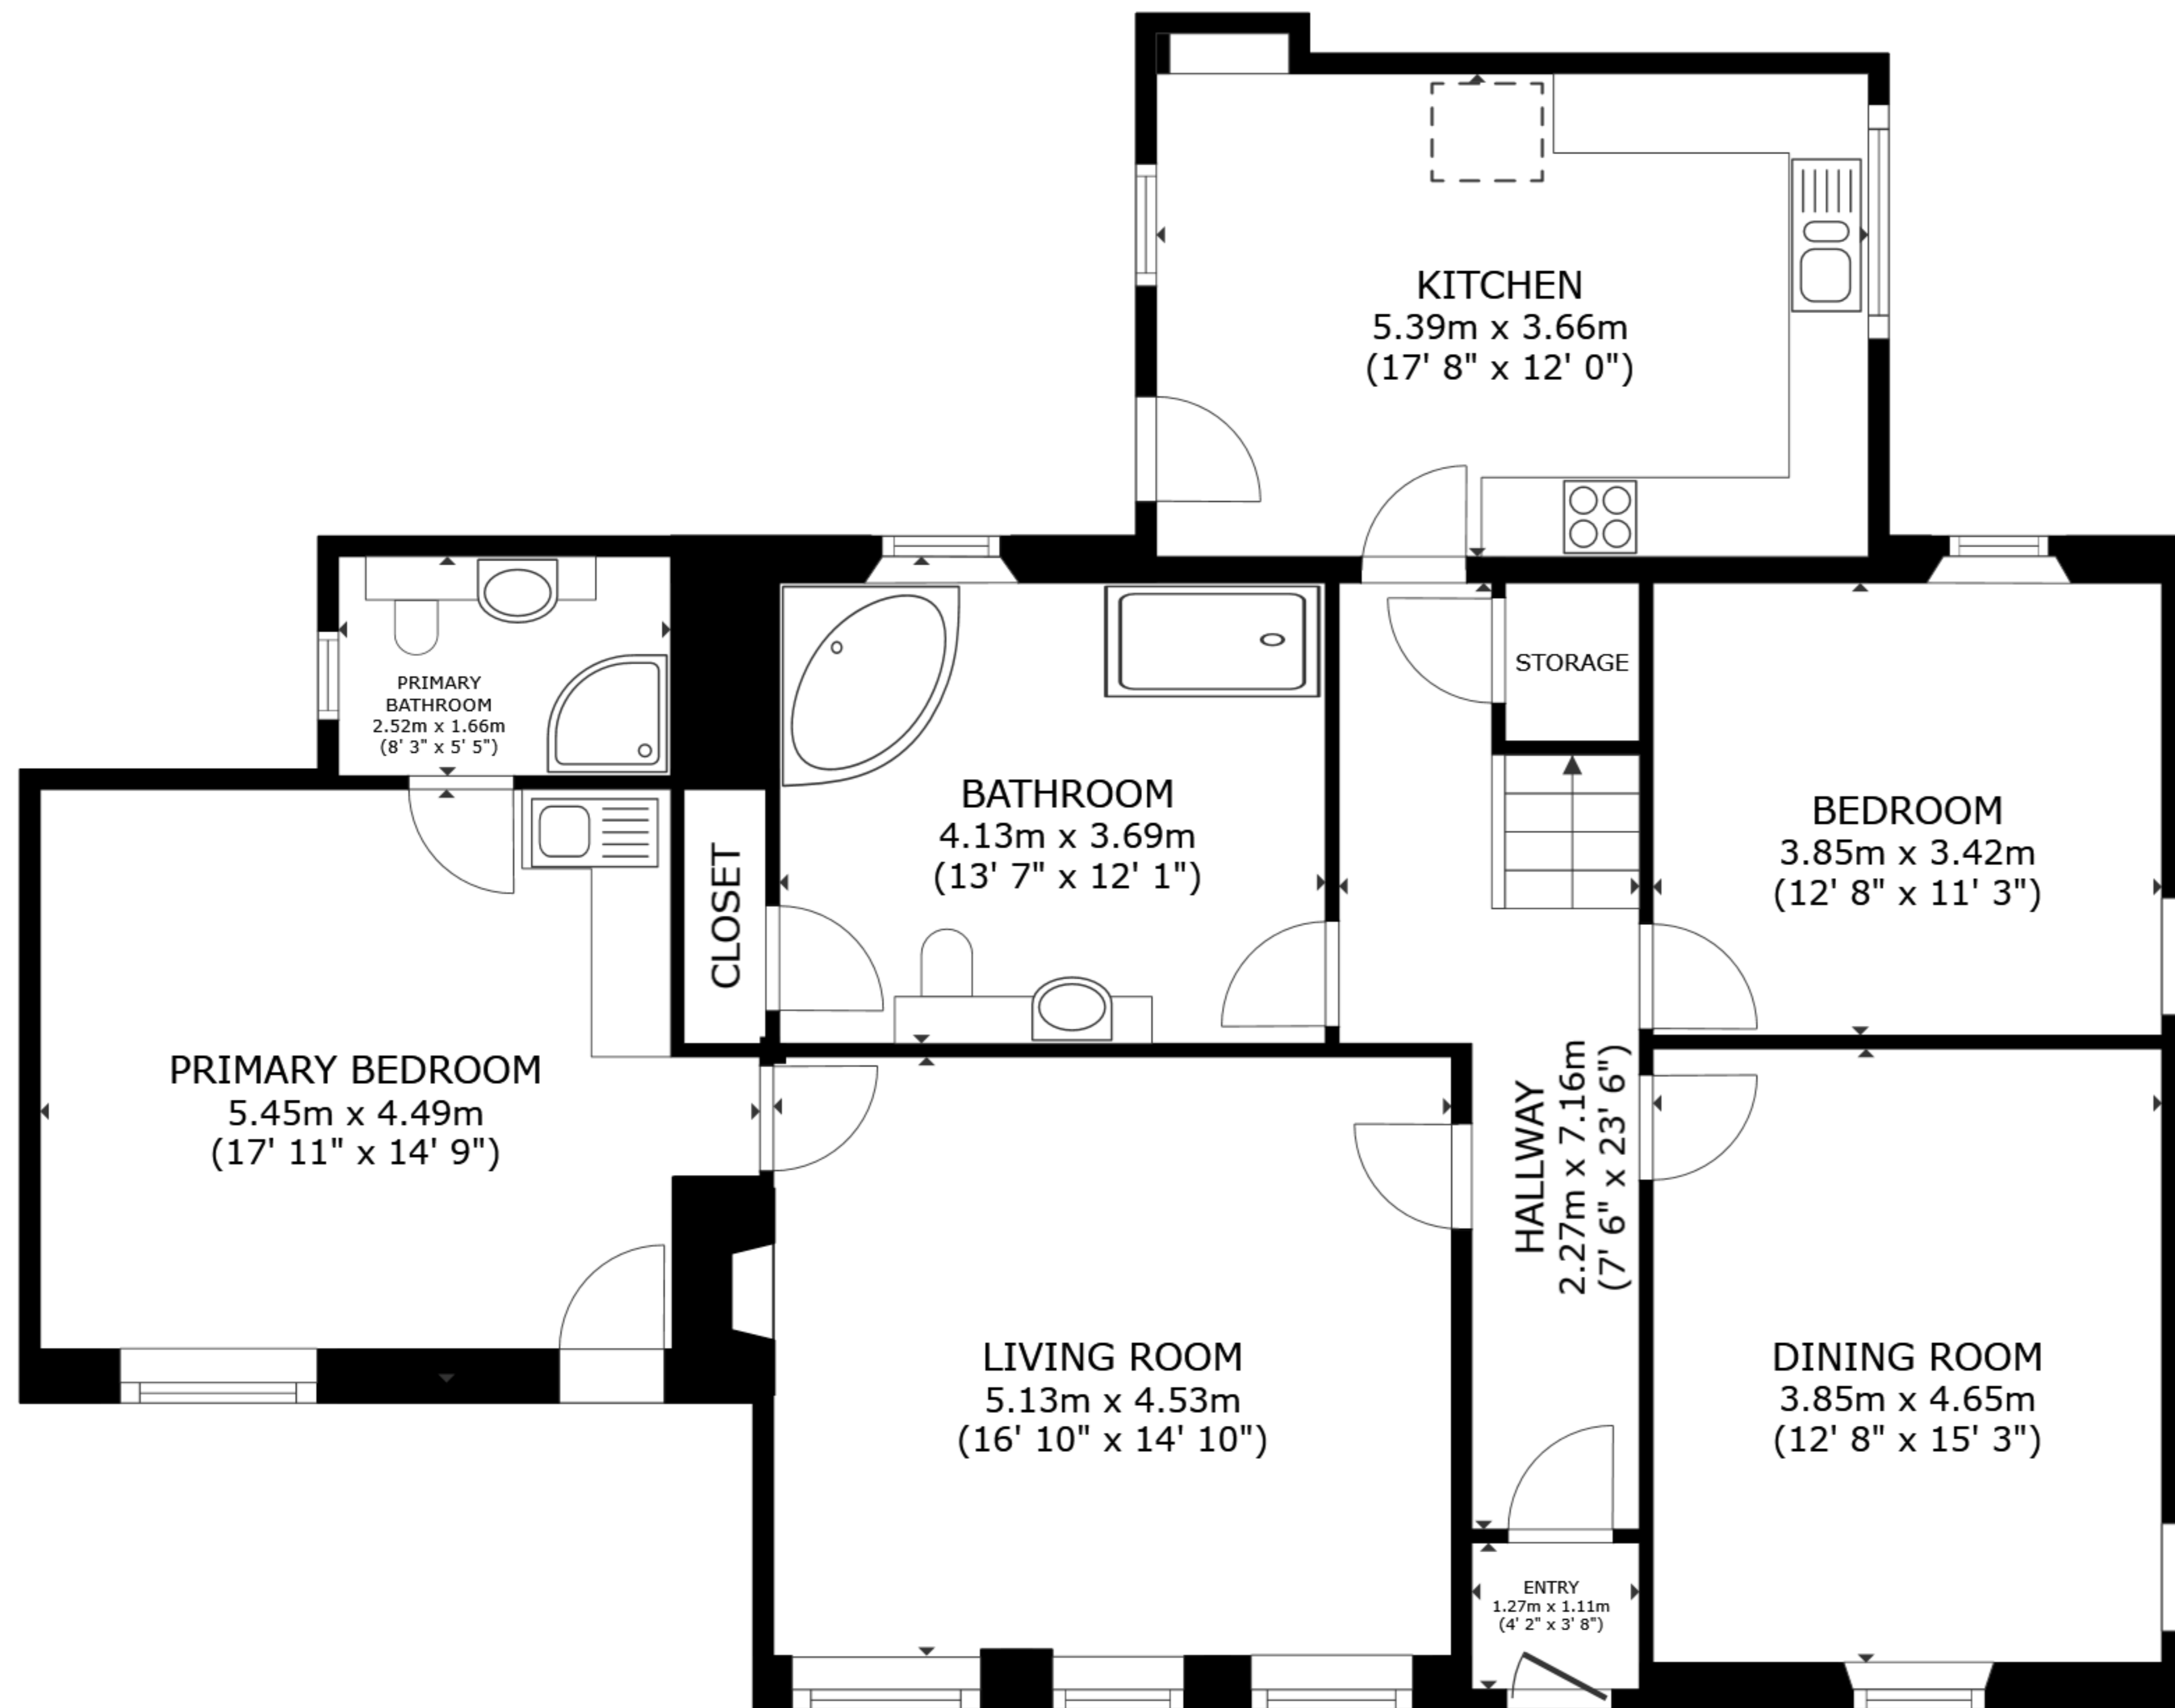 KITCHEN
5.39m x 3.66m
(17' 8" x 12' 0")
PRIMARY
BATHROOM
2.52m x 1.66m
(8' 3" x 5' 5")
STORAGE
BATHROOM
4.13m x 3.69m
(13' 7" x 12' 1")
BEDROOM
3.85m x 3.42m
(12' 8" x 11' 3")
CLOSET
PRIMARY BEDROOM
5.45m x 4.49m
(17' 11" x 14' 9")
HALLWAY
2.27m x 7.16m
(7' 6" x 23' 6")
LIVING ROOM
5.13m x 4.53m
(16' 10" x 14' 10")
DINING ROOM
3.85m x 4.65m
(12' 8" x 15' 3")
ENTRY
1.27m x 1.11m
(4' 2" x 3' 8")